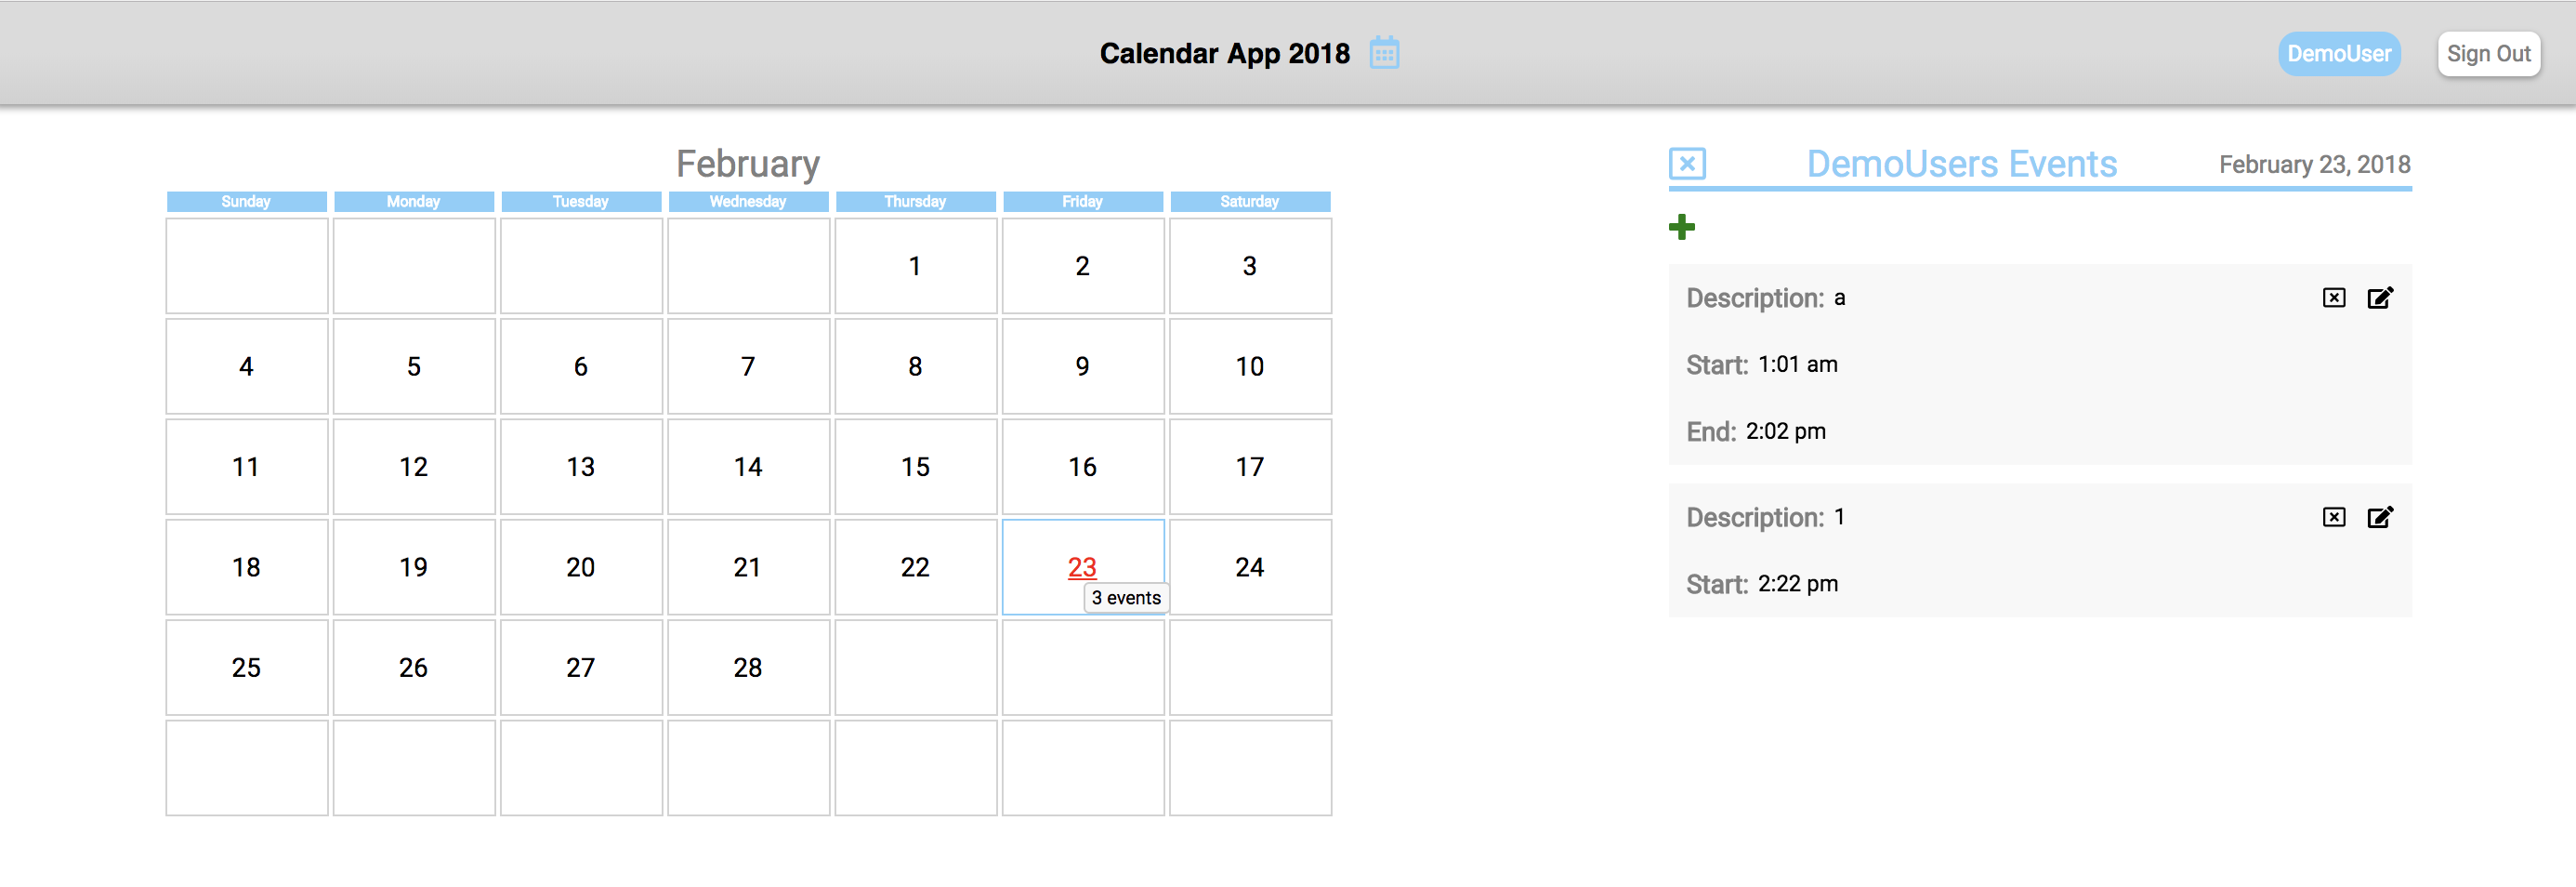 Calendar App 2018
DemoUser
Sign Out
February
Sunday Monday Tuesday Wednesday Thursday Friday Saturday
1 2 3
4 5 6 7 8 9 10
11 12 13 14 15 16 17
18 19 20 21 22 23 24
3 events
25 26 27 28
DemoUsers Events
February 23, 2018
Description: a
Start: 1:01 am
End: 2:02 pm
Description: 1
Start: 2:22 pm